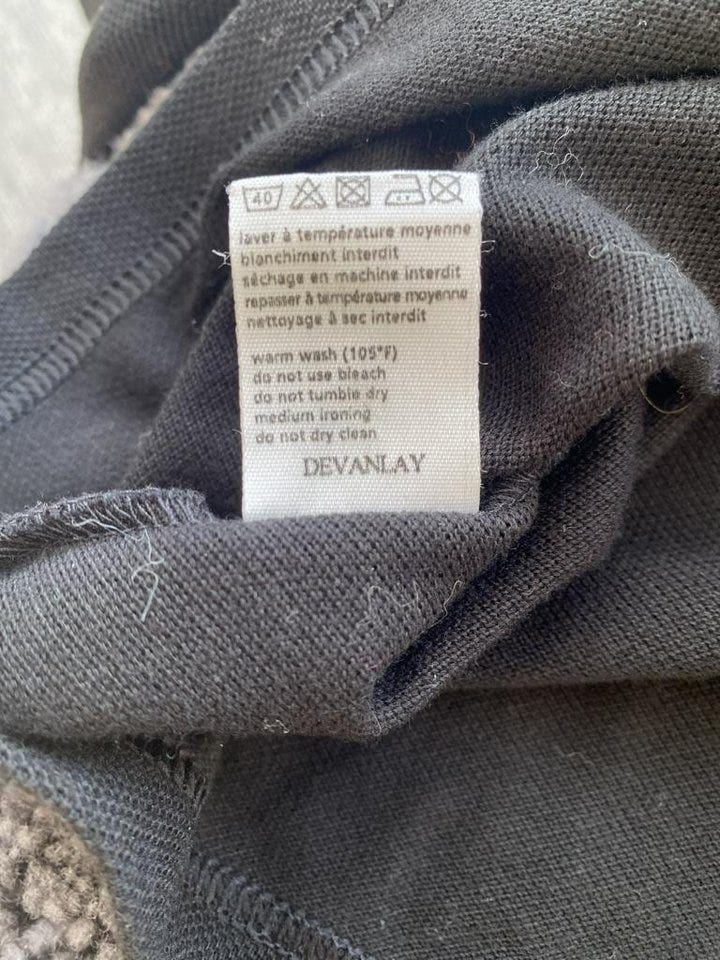 40
laver à température moyenne
blanchiment interdit
séchage en machine interdit
repasser à température moyenne
nettoyage à sec interdit
warm wash (105°F)
do not use bleach
do not tumble dry
medium ironing
do not dry clean
DEVANLAY